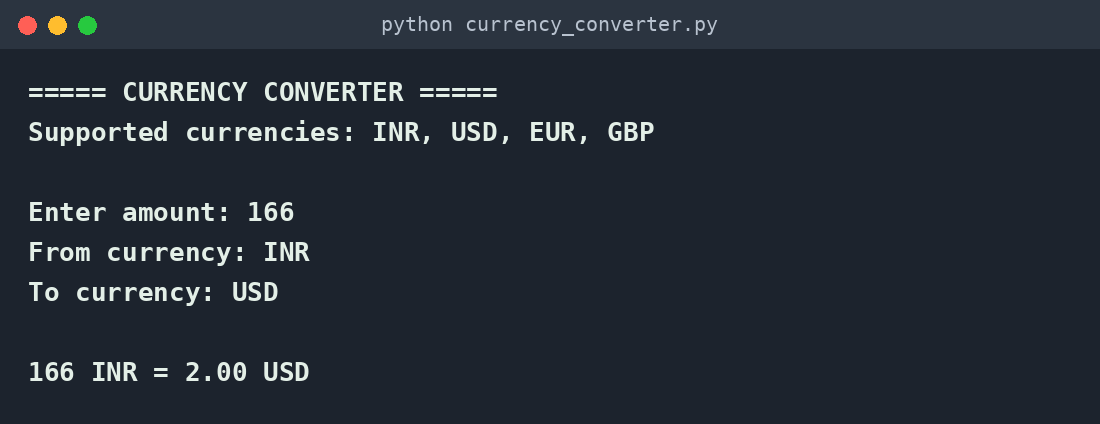 python currency_converter.py
===== CURRENCY CONVERTER =====
Supported currencies: INR, USD, EUR, GBP
Enter amount: 166
From currency: INR
To currency: USD
166 INR = 2.00 USD